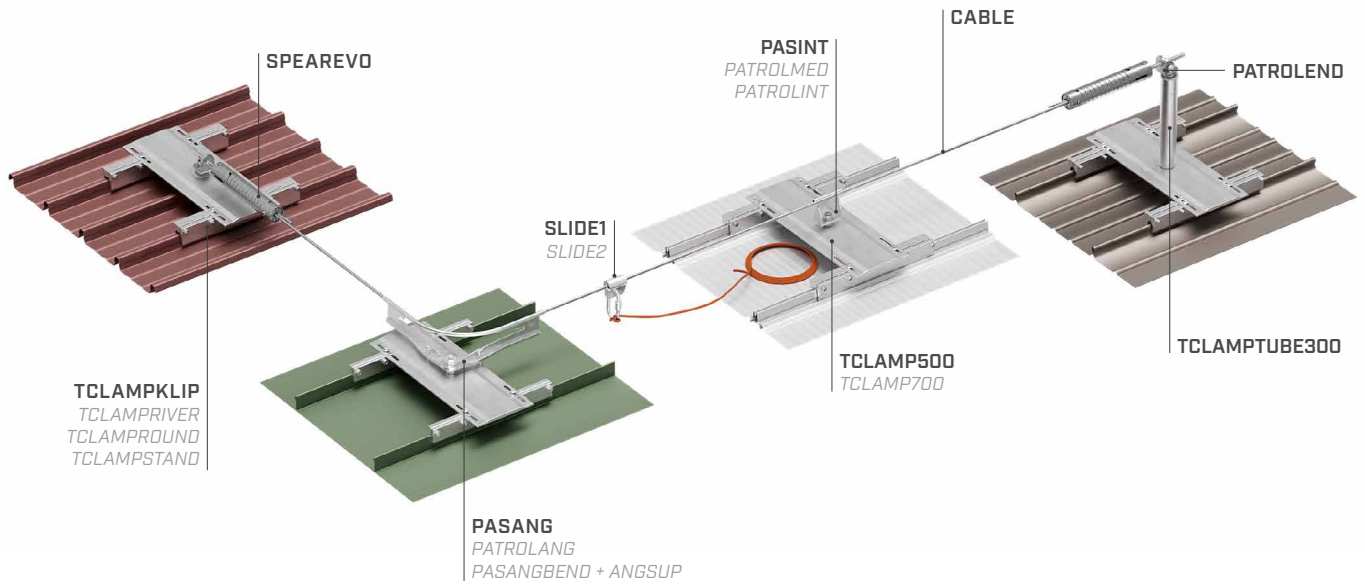 CABLE
SPEAREVO
PASINT
PATROLMED
PATROLINT
PATROLEND
SLIDE1
SLIDE2
TCLAMPTUBE300
TCLAMP500
TCLAMP700
TCLAMPKLIP
TCLAMPRIVER
TCLAMPROUND
TCLAMPSTAND
PASANG
PATROLANG
PASANGBEND + ANGSUP